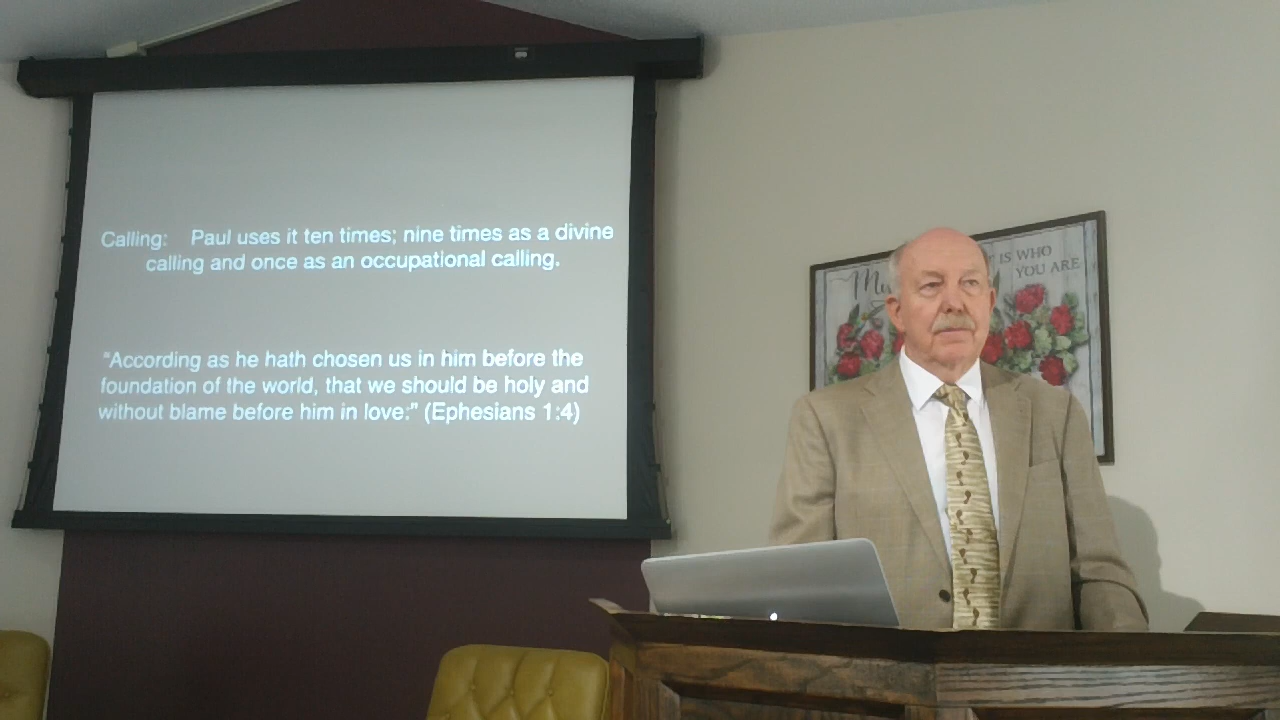 Calling: Paul uses it ten times; nine times as a divine
calling and once as an occupational calling.
“According as he hath chosen us in him before the
foundation of the world, that we should be holy and
without blame before him in love:” (Ephesians 1:4)
IS WHO
YOU ARE